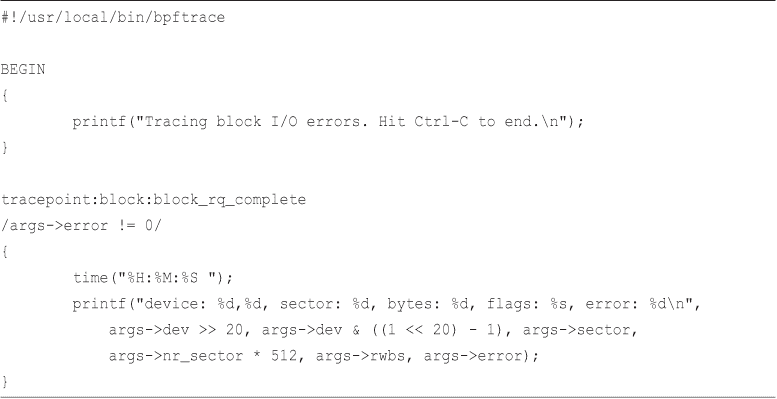 #!/usr/local/bin/bpftrace
BEGIN
{
        printf("Tracing block I/O errors. Hit Ctrl-C to end.\n");
}
tracepoint:block:block_rq_complete
/args->error != 0/
{
        time("%H:%M:%S ");
        printf("device: %d,%d, sector: %d, bytes: %d, flags: %s, error: %d\n",
            args->dev >> 20, args->dev & ((1 << 20) - 1), args->sector,
            args->nr_sector * 512, args->rwbs, args->error);
}